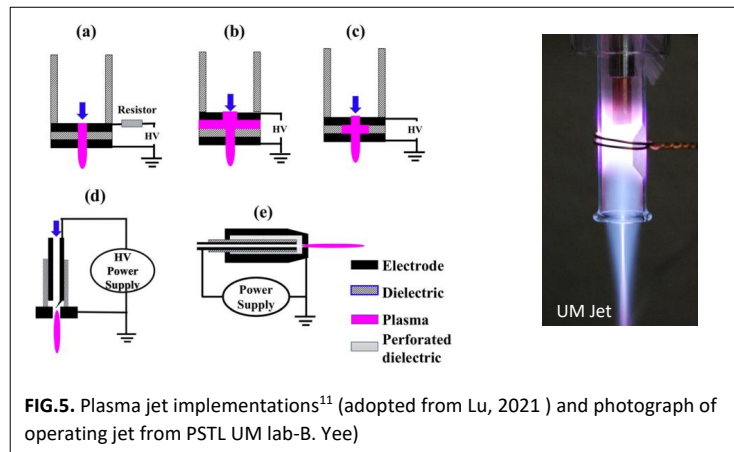 (a)
(b)
(c)
Resistor
HV
HV
HV
(d)
(e)
HV
Power
Supply
Power
Supply
Electrode
Dielectric
Plasma
Perforated
dielectric
UM Jet
FIG.5. Plasma jet implementations11 (adopted from Lu, 2021 ) and photograph of
operating jet from PSTL UM lab-B. Yee)